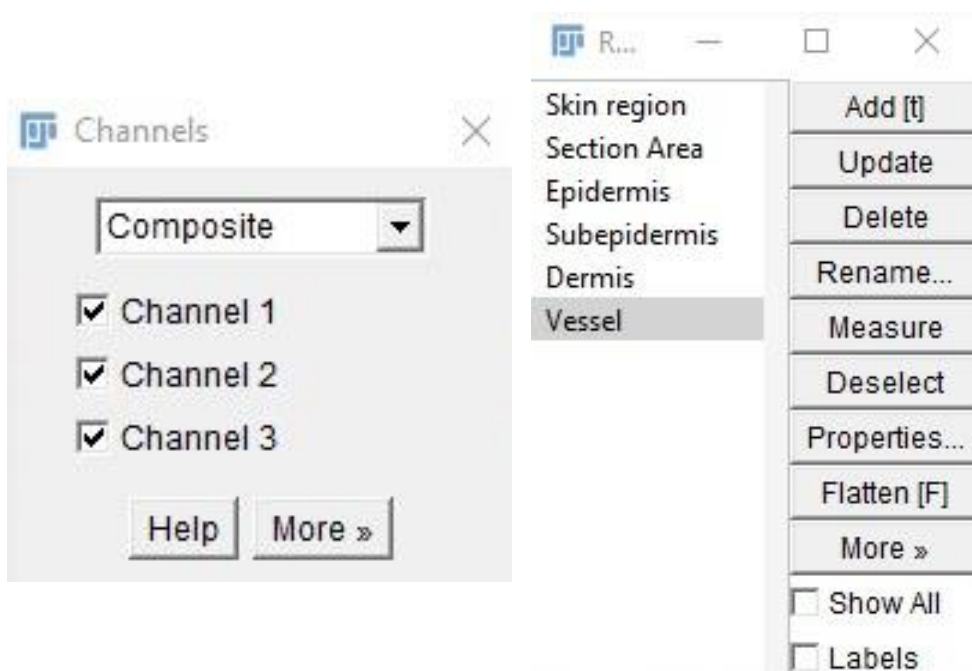 Channels
Composite
Channel 1
Channel 2
Channel 3
Help
More »
R...
Skin region
Section Area
Epidermis
Subepidermis
Dermis
Vessel
Add [t]
Update
Delete
Rename...
Measure
Deselect
Properties...
Flatten [F]
More »
Show All
Labels